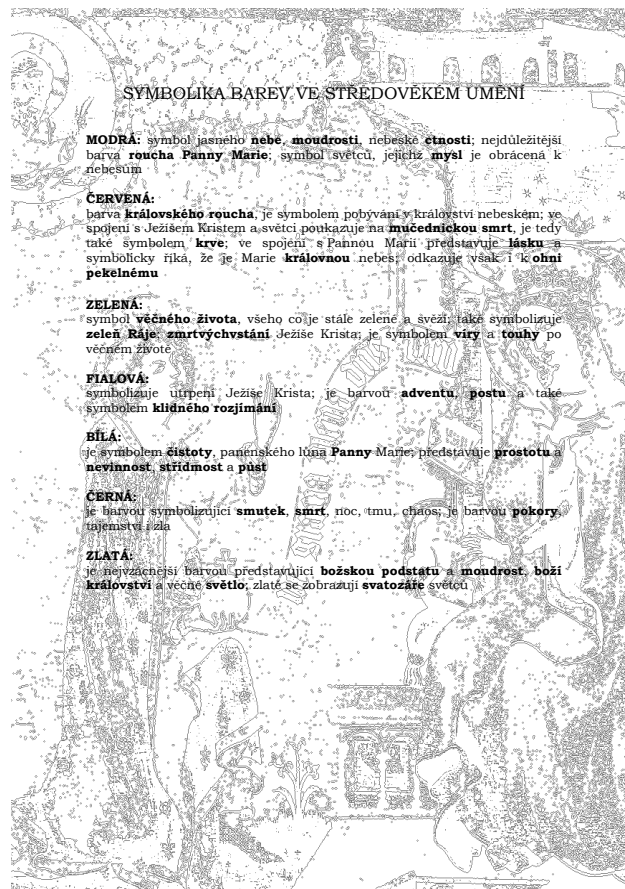 SYMBOLIKA BAREV VE STŘEDOVĚKÉM UMĚNÍ
MODRÁ: symbol jasného nebe, moudrosti, nebeské ctnosti; nejdůležitější
barva roucha Panny Marie; symbol světců, jejichž mysl je obrácená k
nebesům
ČERVENÁ:
barva královského roucha, je symbolem pobývání v království nebeském; ve
spojení s Ježíšem Kristem a světci poukazuje na mučednickou smrt, je tedy
také symbolem krve; ve spojení s Pannou Marií představuje lásku a
symbolicky říká, že je Marie královnou nebes; odkazuje však i k ohni
pekelnému
ZELENÁ:
symbol věčného života, všeho co je stále zelené a svěží; také symbolizuje
zeleň Ráje; zmrtvýchvstání Ježíše Krista; je symbolem víry a touhy po
věčném životě
FIALOVÁ:
symbolizuje utrpení Ježíše Krista; je barvou adventu, postu a také
symbolem klidného rozjímání
BÍLÁ:
je symbolem čistoty, panenského lůna Panny Marie; představuje prostotu a
nevinnost, střídmost a půst
ČERNÁ:
je barvou symbolizující smutek, smrt, noc, tmu, chaos; je barvou pokory,
tajemství i zla
ZLATÁ:
je nejvzácnější barvou představující božskou podstatu a moudrost, boží
království a věčné světlo; zlatě se zobrazují svatozáře světců